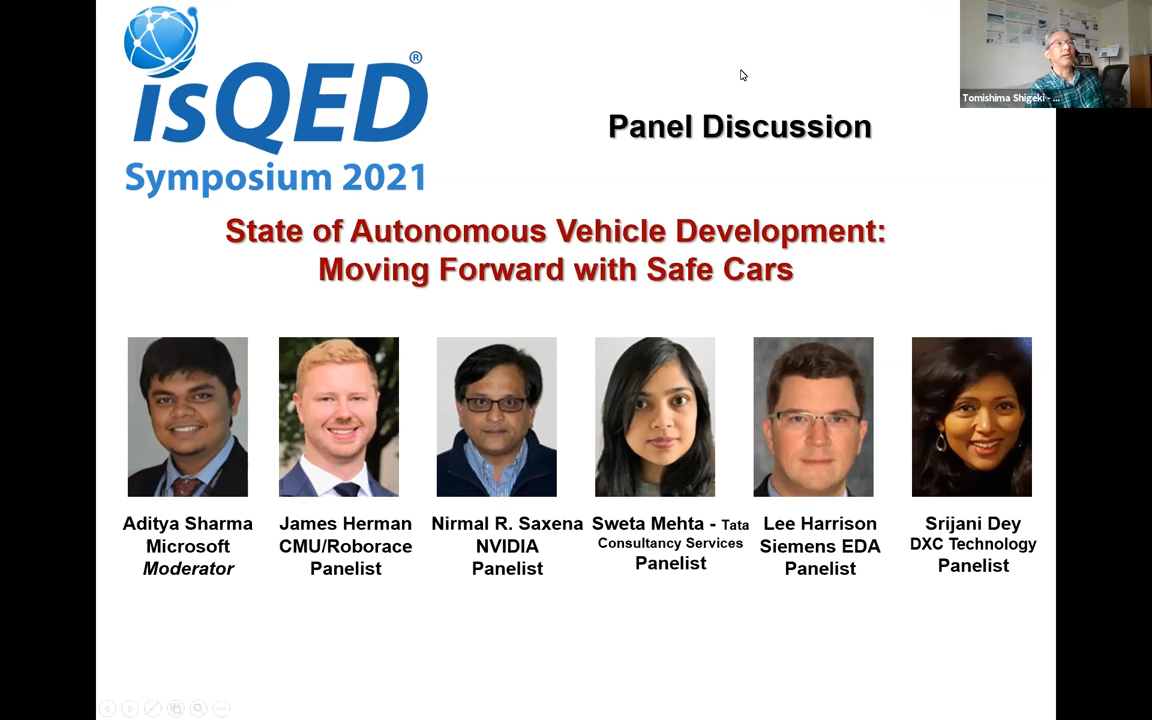 isQED®
Symposium 2021
Panel Discussion
Tomishima Shigeki - ...
State of Autonomous Vehicle Development:
Moving Forward with Safe Cars
Aditya Sharma
Microsoft
Moderator
James Herman
CMU/Roborace
Panelist
Nirmal R. Saxena
NVIDIA
Panelist
Sweta Mehta - Tata
Consultancy Services
Panelist
Lee Harrison
Siemens EDA
Panelist
Srijani Dey
DXC Technology
Panelist